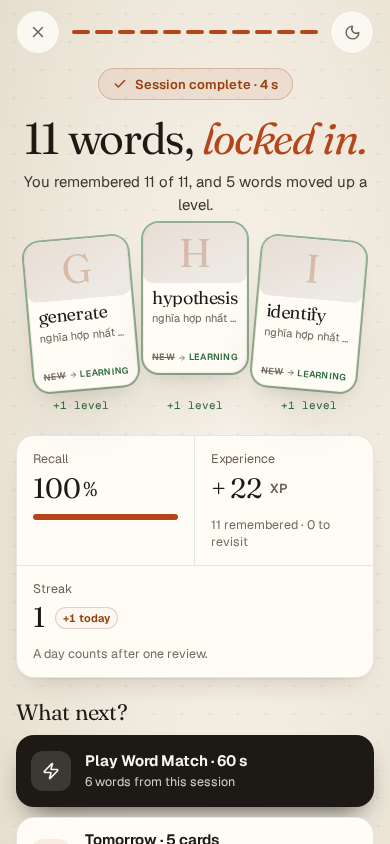 Session complete · 4 s
11 words, locked in.
You remembered 11 of 11, and 5 words moved up a
level.
G
generate
nghĩa hợp nhất ...
NEW → LEARNING
+1 level
H
hypothesis
nghĩa hợp nhất ...
NEW → LEARNING
+1 level
I
identify
nghĩa hợp nhất ...
NEW → LEARNING
+1 level
Recall
100%
Experience
+ 22 XP
11 remembered · 0 to
revisit
Streak
1 +1 today
A day counts after one review.
What next?
Play Word Match · 60 s
6 words from this session
Tomorrow · 5 cards